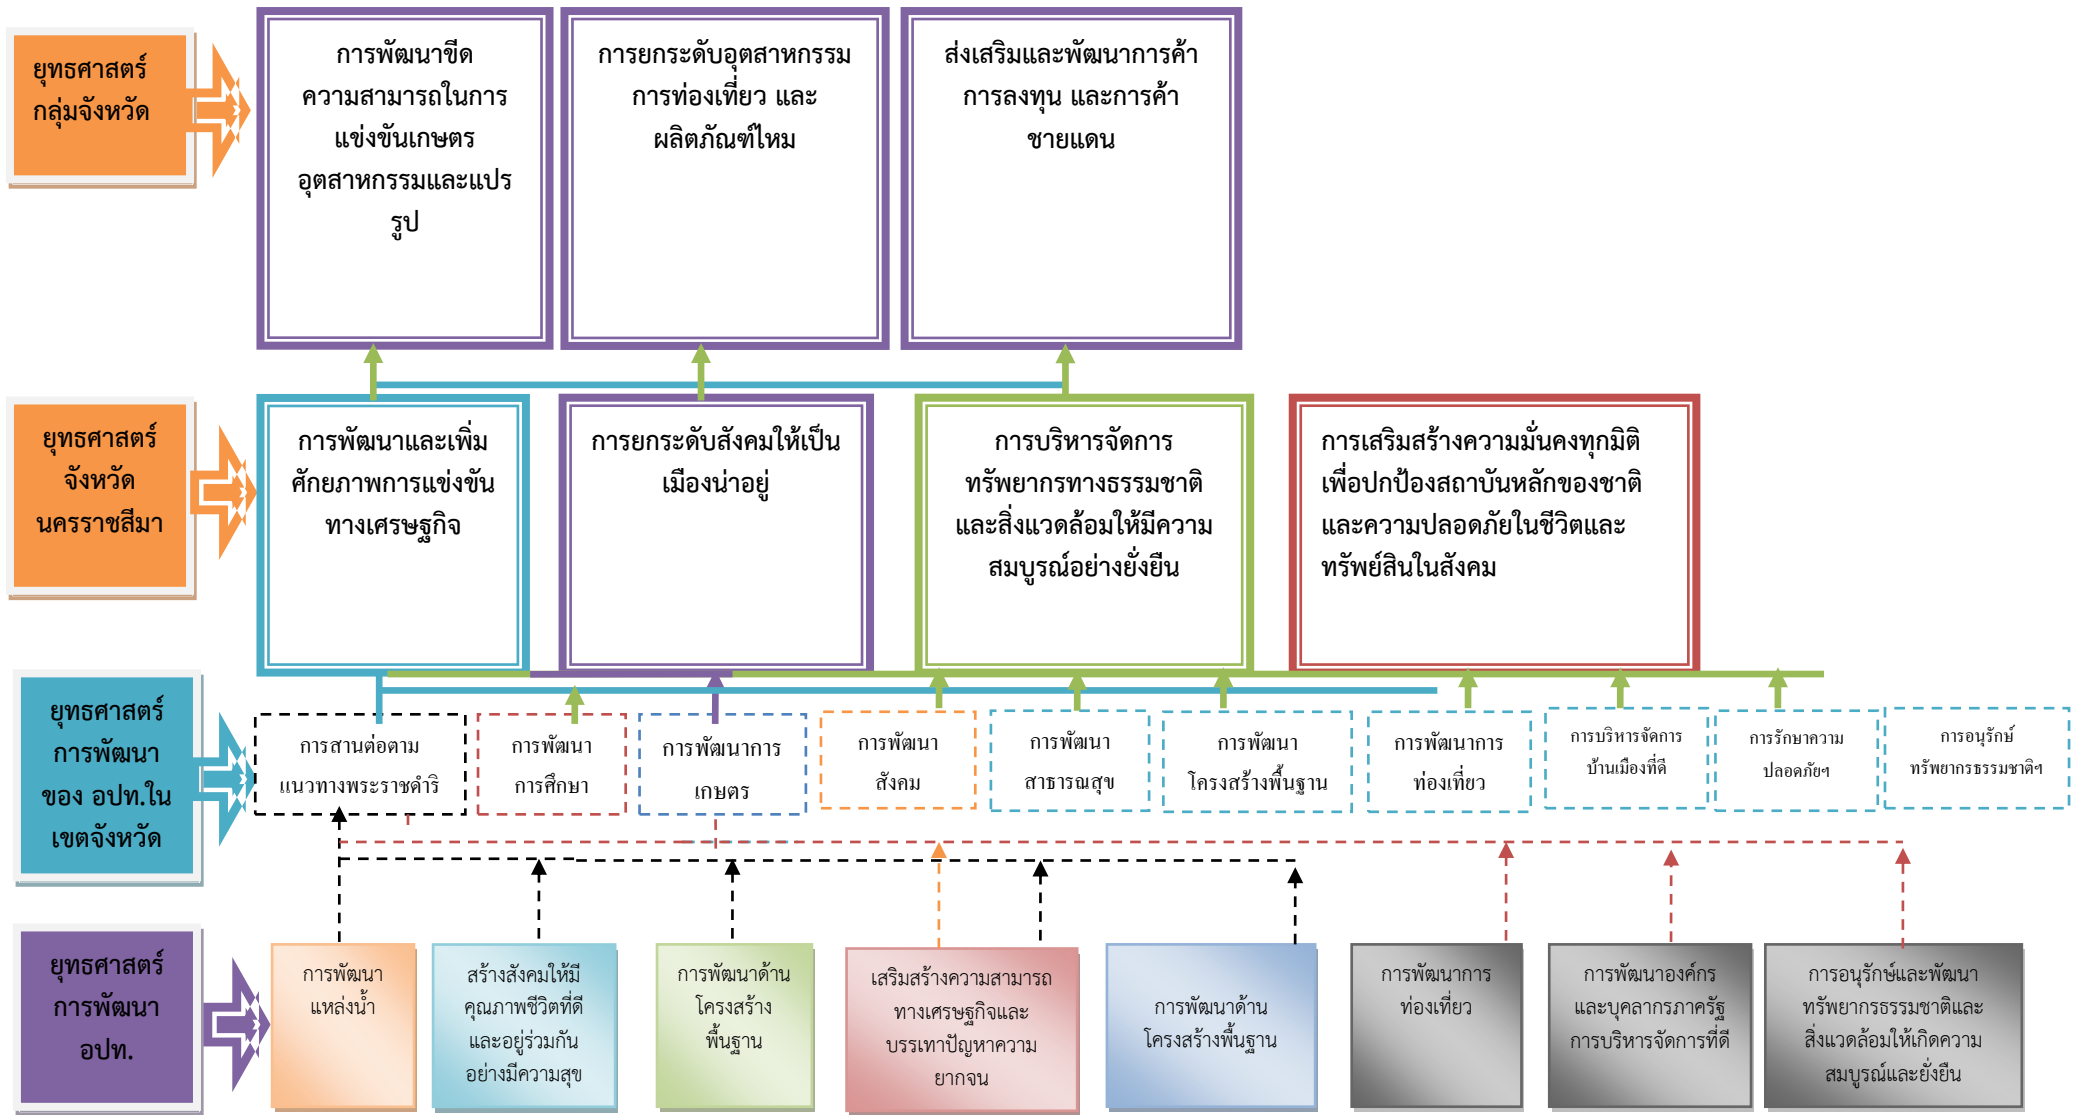 ยุทธศาสตร์
กลุ่มจังหวัด
การพัฒนาขีด
ความสามารถในการ
แข่งขันเกษตร
อุตสาหกรรมและแปร
รูป
การยกระดับอุตสาหกรรม
การท่องเที่ยว และ
ผลิตภัณฑ์ไหม
ส่งเสริมและพัฒนาการค้า
การลงทุน และการค้า
ชายแดน
ยุทธศาสตร์
จังหวัด
นครราชสีมา
การพัฒนาและเพิ่ม
ศักยภาพการแข่งขัน
ทางเศรษฐกิจ
การยกระดับสังคมให้เป็น
เมืองน่าอยู่
การบริหารจัดการ
ทรัพยากรทางธรรมชาติ
และสิ่งแวดล้อมให้มีความ
สมบูรณ์อย่างยั่งยืน
การเสริมสร้างความมั่นคงทุกมิติ
เพื่อปกป้องสถาบันหลักของชาติ
และความปลอดภัยในชีวิตและ
ทรัพย์สินในสังคม
ยุทธศาสตร์
การพัฒนา
ของ อปท.ใน
เขตจังหวัด
การสานต่อตาม
แนวทางพระราชดำริ
การพัฒนา
การศึกษา
การพัฒนาการ
เกษตร
การพัฒนา
สังคม
การพัฒนา
สาธารณสุข
การพัฒนา
โครงสร้างพื้นฐาน
การพัฒนาการ
ท่องเที่ยว
การบริหารจัดการ
บ้านเมืองที่ดี
การรักษาความ
ปลอดภัยฯ
การอนุรักษ์
ทรัพยากรธรรมชาติฯ
ยุทธศาสตร์
การพัฒนา
อปท.
การพัฒนา
แหล่งน้ำ
สร้างสังคมให้มี
คุณภาพชีวิตที่ดี
และอยู่ร่วมกัน
อย่างมีความสุข
การพัฒนาด้าน
โครงสร้าง
พื้นฐาน
เสริมสร้างความสามารถ
ทางเศรษฐกิจและ
บรรเทาปัญหาความ
ยากจน
การพัฒนาด้าน
โครงสร้างพื้นฐาน
การพัฒนาการ
ท่องเที่ยว
การพัฒนาองค์กร
และบุคลากรภาครัฐ
การบริหารจัดการที่ดี
การอนุรักษ์และพัฒนา
ทรัพยากรธรรมชาติและ
สิ่งแวดล้อมให้เกิดความ
สมบูรณ์และยั่งยืน